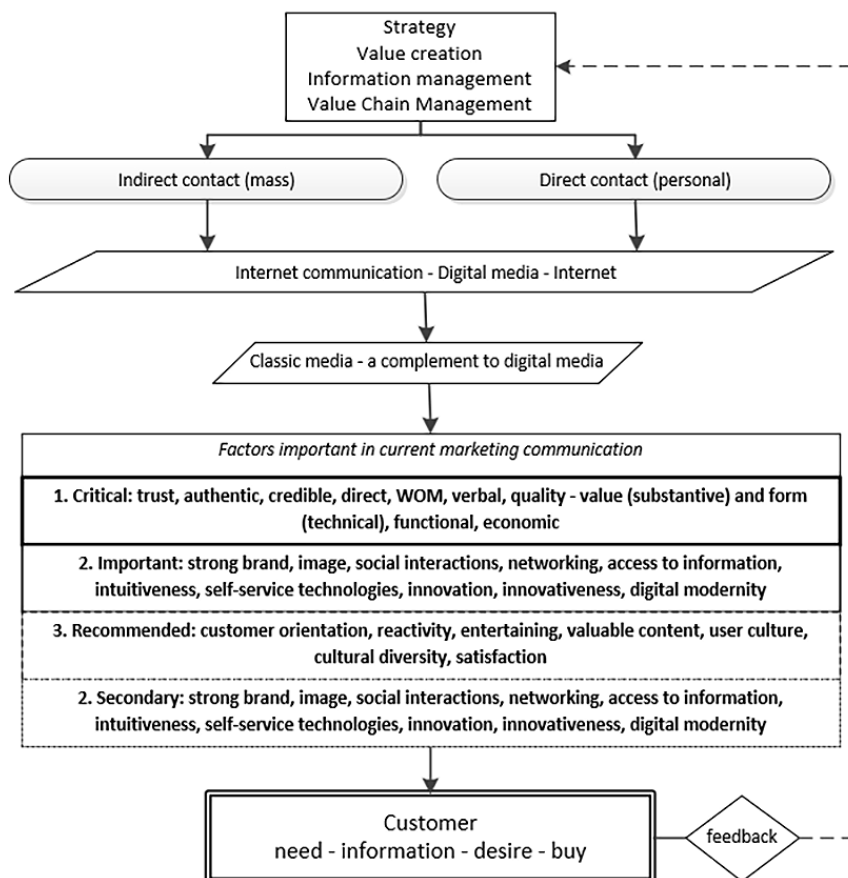 Strategy
Value creation
Information management
Value Chain Management
Indirect contact (mass)
Direct contact (personal)
Internet communication - Digital media - Internet
Classic media - a complement to digital media
Factors important in current marketing communication
1. Critical: trust, authentic, credible, direct, WOM, verbal, quality - value (substantive) and form
(technical), functional, economic
2. Important: strong brand, image, social interactions, networking, access to information,
intuitiveness, self-service technologies, innovation, innovativeness, digital modernity
3. Recommended: customer orientation, reactivity, entertaining, valuable content, user culture,
cultural diversity, satisfaction
2. Secondary: strong brand, image, social interactions, networking, access to information,
intuitiveness, self-service technologies, innovation, innovativeness, digital modernity
Customer
need - information - desire - buy
feedback